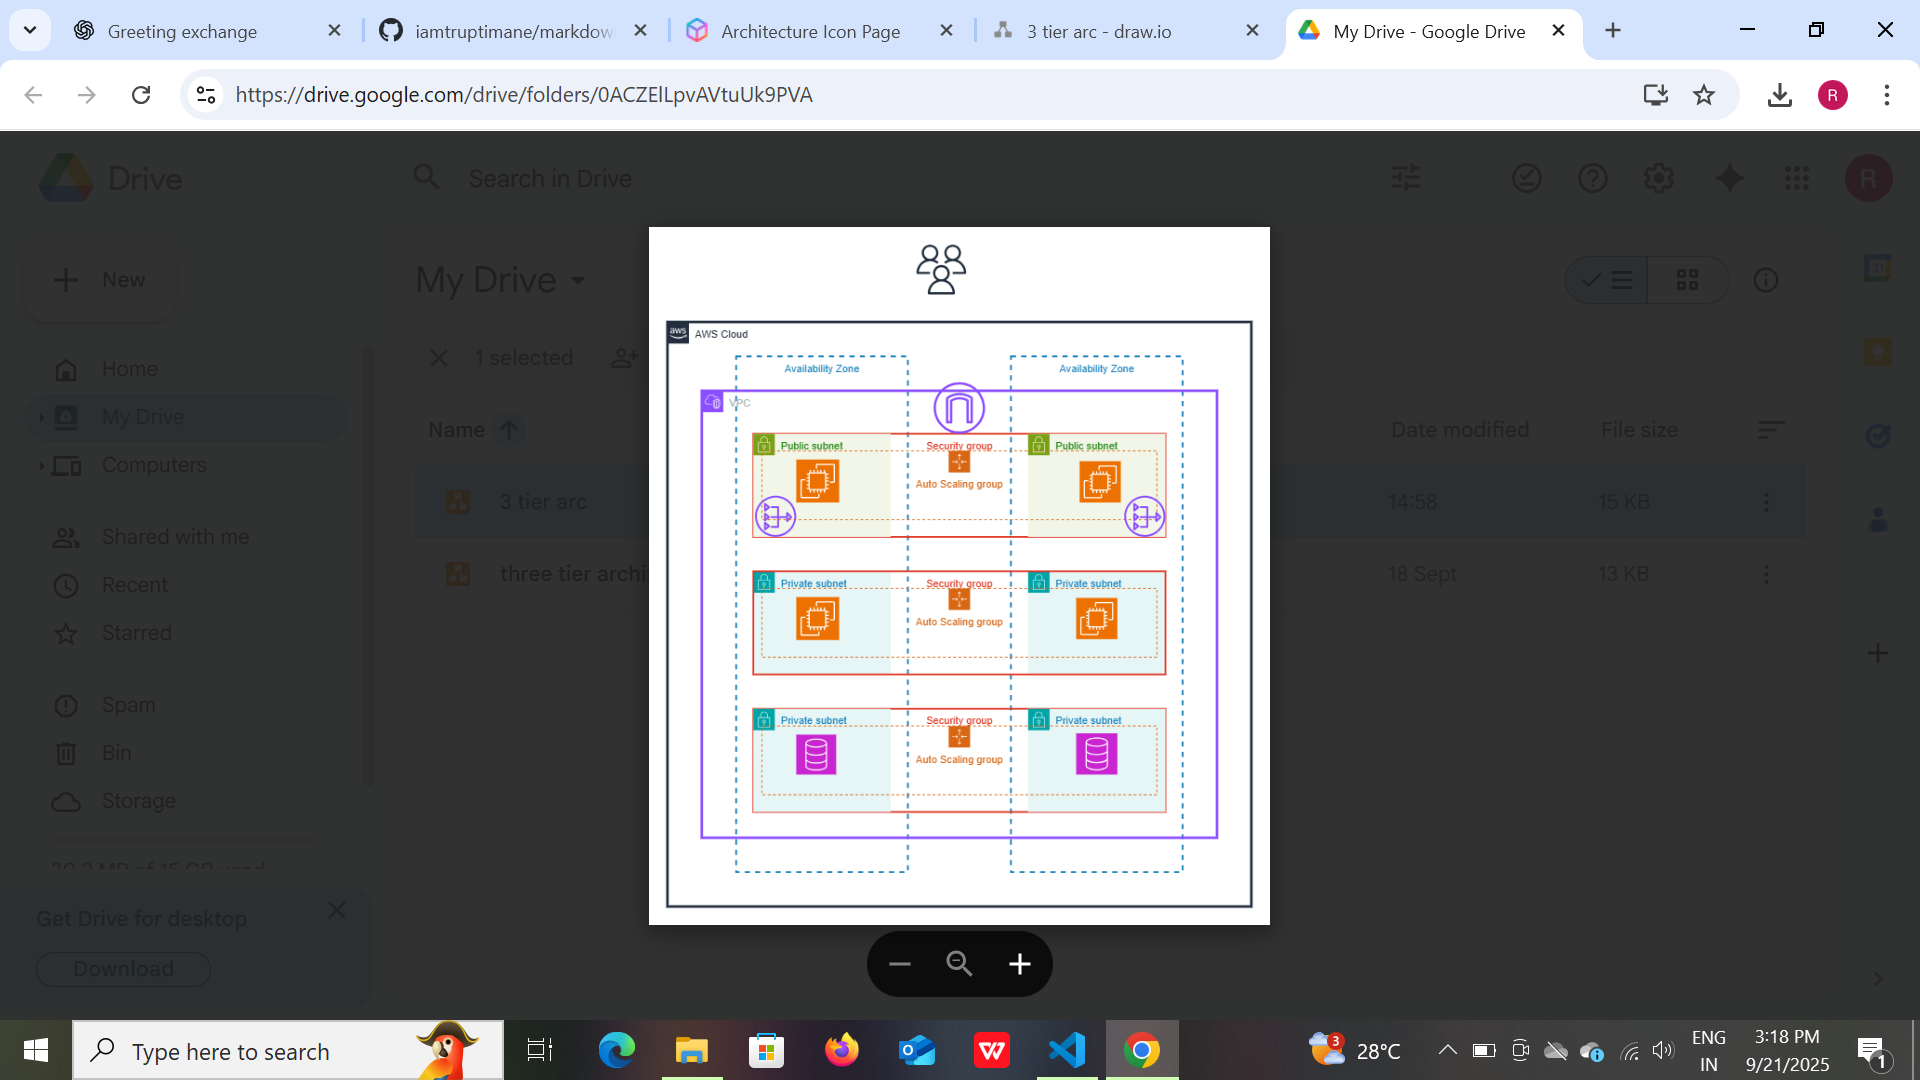 Greeting exchange
iamtruptimane/markdow
Architecture Icon Page
3 tier arc - draw.io
My Drive - Google Drive
https://drive.google.com/drive/folders/0ACZElLpvAVtuUk9PVA
R
Drive
Search in Drive
R
New
My Drive
1 selected
Home
My Drive
Computers
Shared with me
Recent
Starred
Spam
Bin
Storage
Get Drive for desktop
Download
Name
Date modified
File size
3 tier arc
14:58
15 KB
three tier archi
18 Sept
13 KB
31
aws
AWS Cloud
Availability Zone
Availability Zone
VPC
Public subnet
Security group
Public subnet
Auto Scaling group
Private subnet
Security group
Private subnet
Auto Scaling group
Private subnet
Security group
Private subnet
Auto Scaling group
Type here to search
3
28°C
ENG
IN
3:18 PM
9/21/2025
1